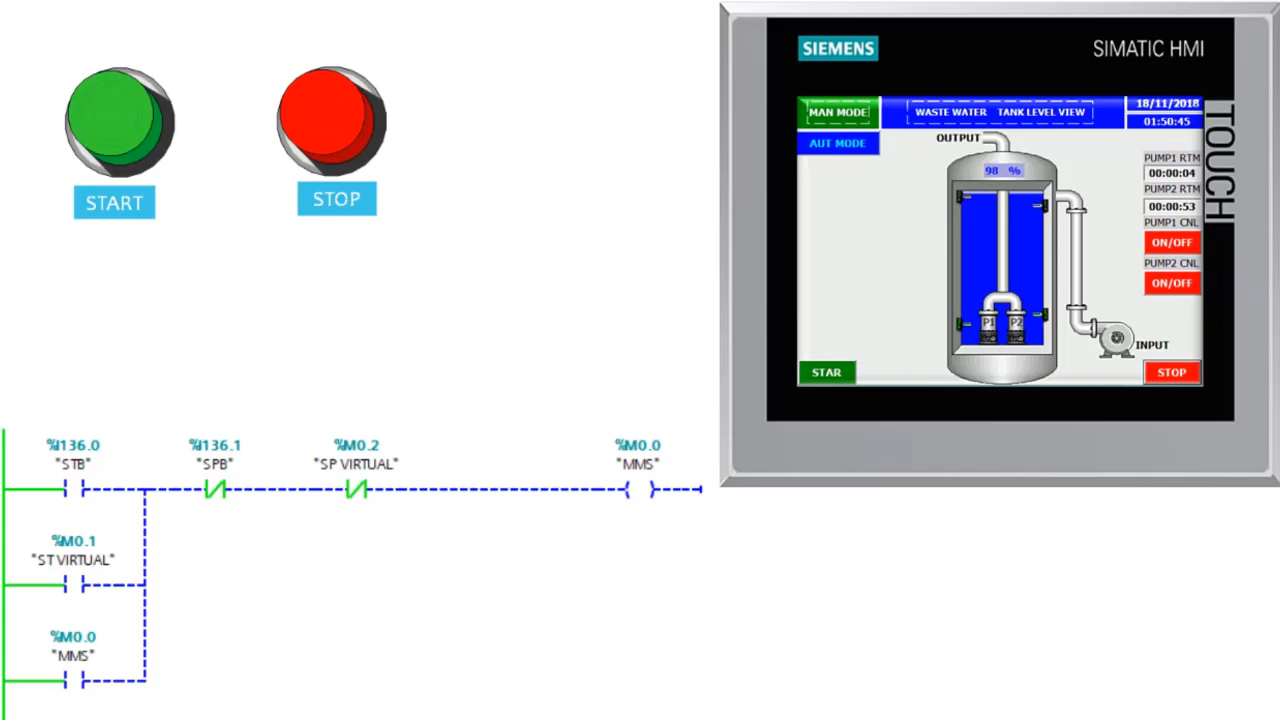 START
STOP
SIEMENS
SIMATIC HMI
TOUCH
MAN MODE
WASTE WATER TANK LEVEL VIEW
18/11/2018
01:50:45
AUT MODE
OUTPUT
98 %
PUMP1 RTM
00:00:04
PUMP2 RTM
00:00:53
PUMP1 CNL
ON/OFF
PUMP2 CNL
ON/OFF
P1 P2
INPUT
STAR
STOP
%I136.0 %I136.1 %M0.2 %M0.0
"STB" "SPB" "SP VIRTUAL" "MMS"
%M0.1
"ST VIRTUAL"
%M0.0
"MMS"